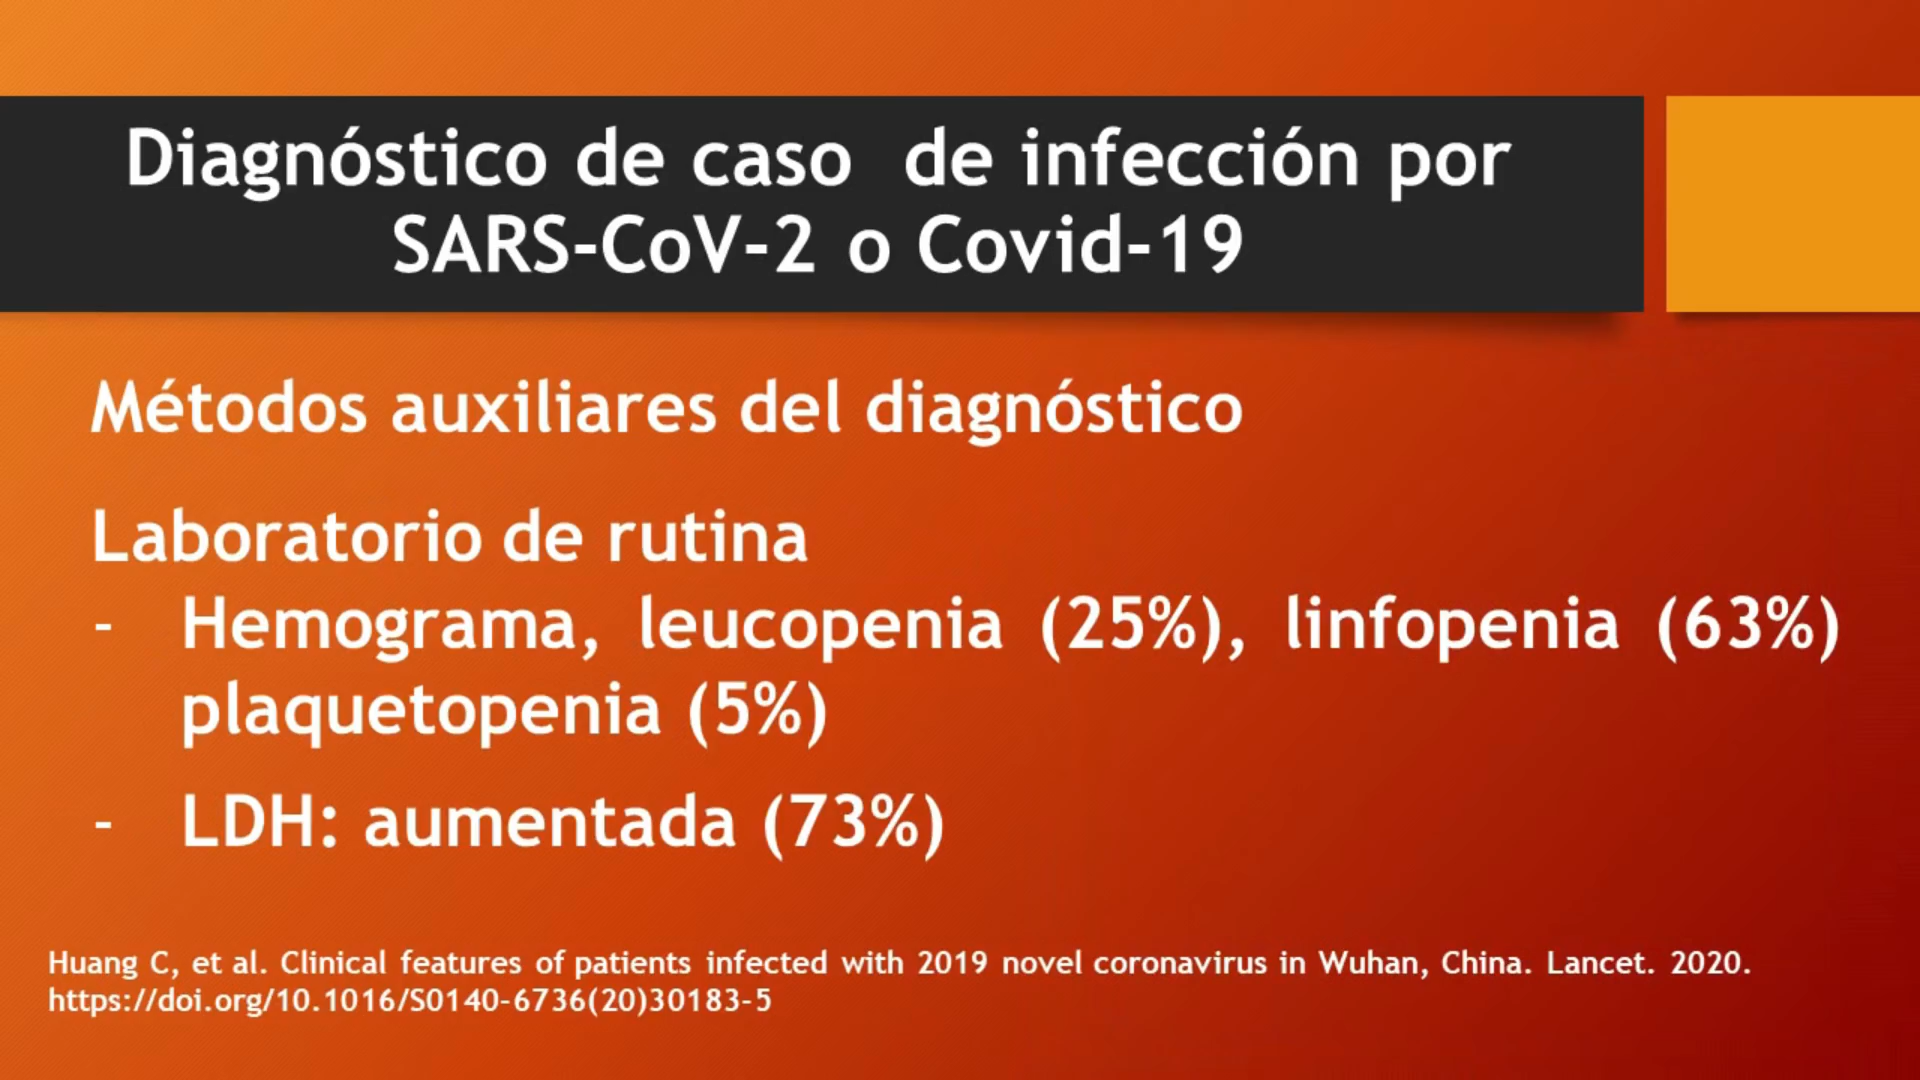 Diagnóstico de caso de infección por
SARS-CoV-2 o Covid-19
Métodos auxiliares del diagnóstico
Laboratorio de rutina
- Hemograma, leucopenia (25%), linfopenia (63%)
plaquetopenia (5%)
- LDH: aumentada (73%)
Huang C, et al. Clinical features of patients infected with 2019 novel coronavirus in Wuhan, China. Lancet. 2020.
https://doi.org/10.1016/S0140-6736(20)30183-5